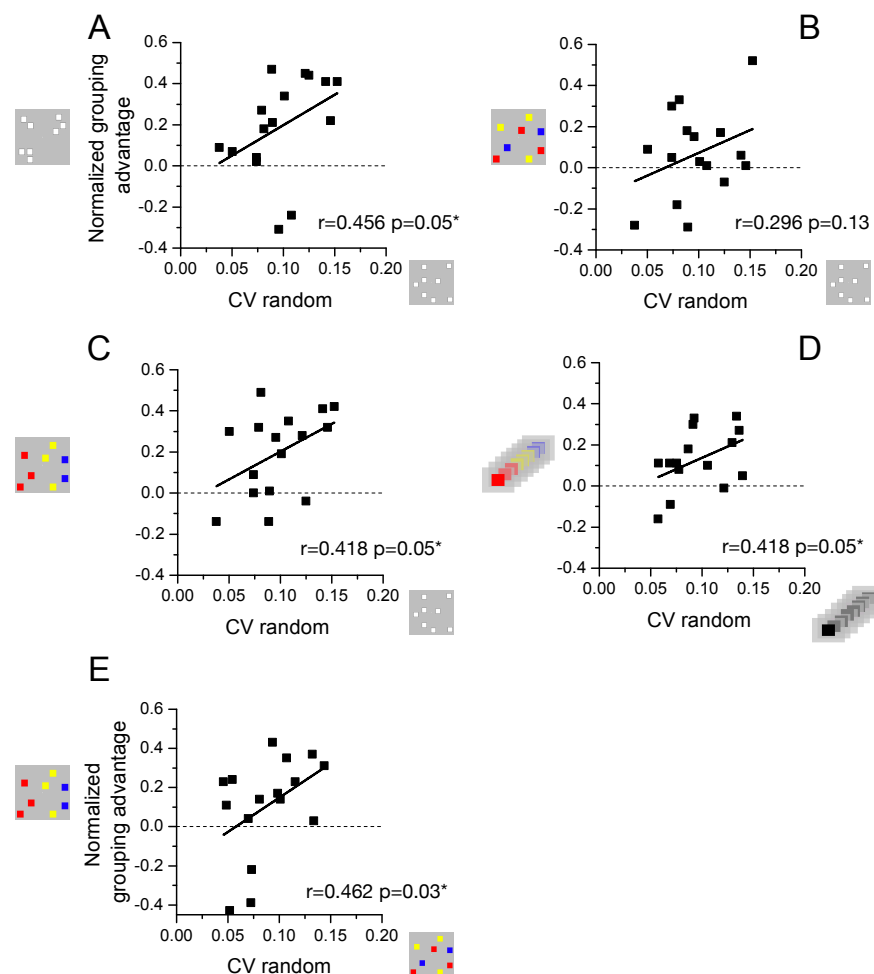 A
0.6
0.4
0.2
0.0
-0.2
-0.4
Normalized grouping
advantage
r=0.456 p=0.05*
0.00 0.05 0.10 0.15 0.20
CV random
B
0.6
0.4
0.2
0.0
-0.2
-0.4
r=0.296 p=0.13
0.00 0.05 0.10 0.15 0.20
CV random
C
0.6
0.4
0.2
0.0
-0.2
-0.4
r=0.418 p=0.05*
0.00 0.05 0.10 0.15 0.20
CV random
D
0.6
0.4
0.2
0.0
-0.2
-0.4
r=0.418 p=0.05*
0.00 0.05 0.10 0.15 0.20
CV random
E
0.6
0.4
0.2
0.0
-0.2
-0.4
Normalized
grouping advantage
r=0.462 p=0.03*
0.00 0.05 0.10 0.15 0.20
CV random